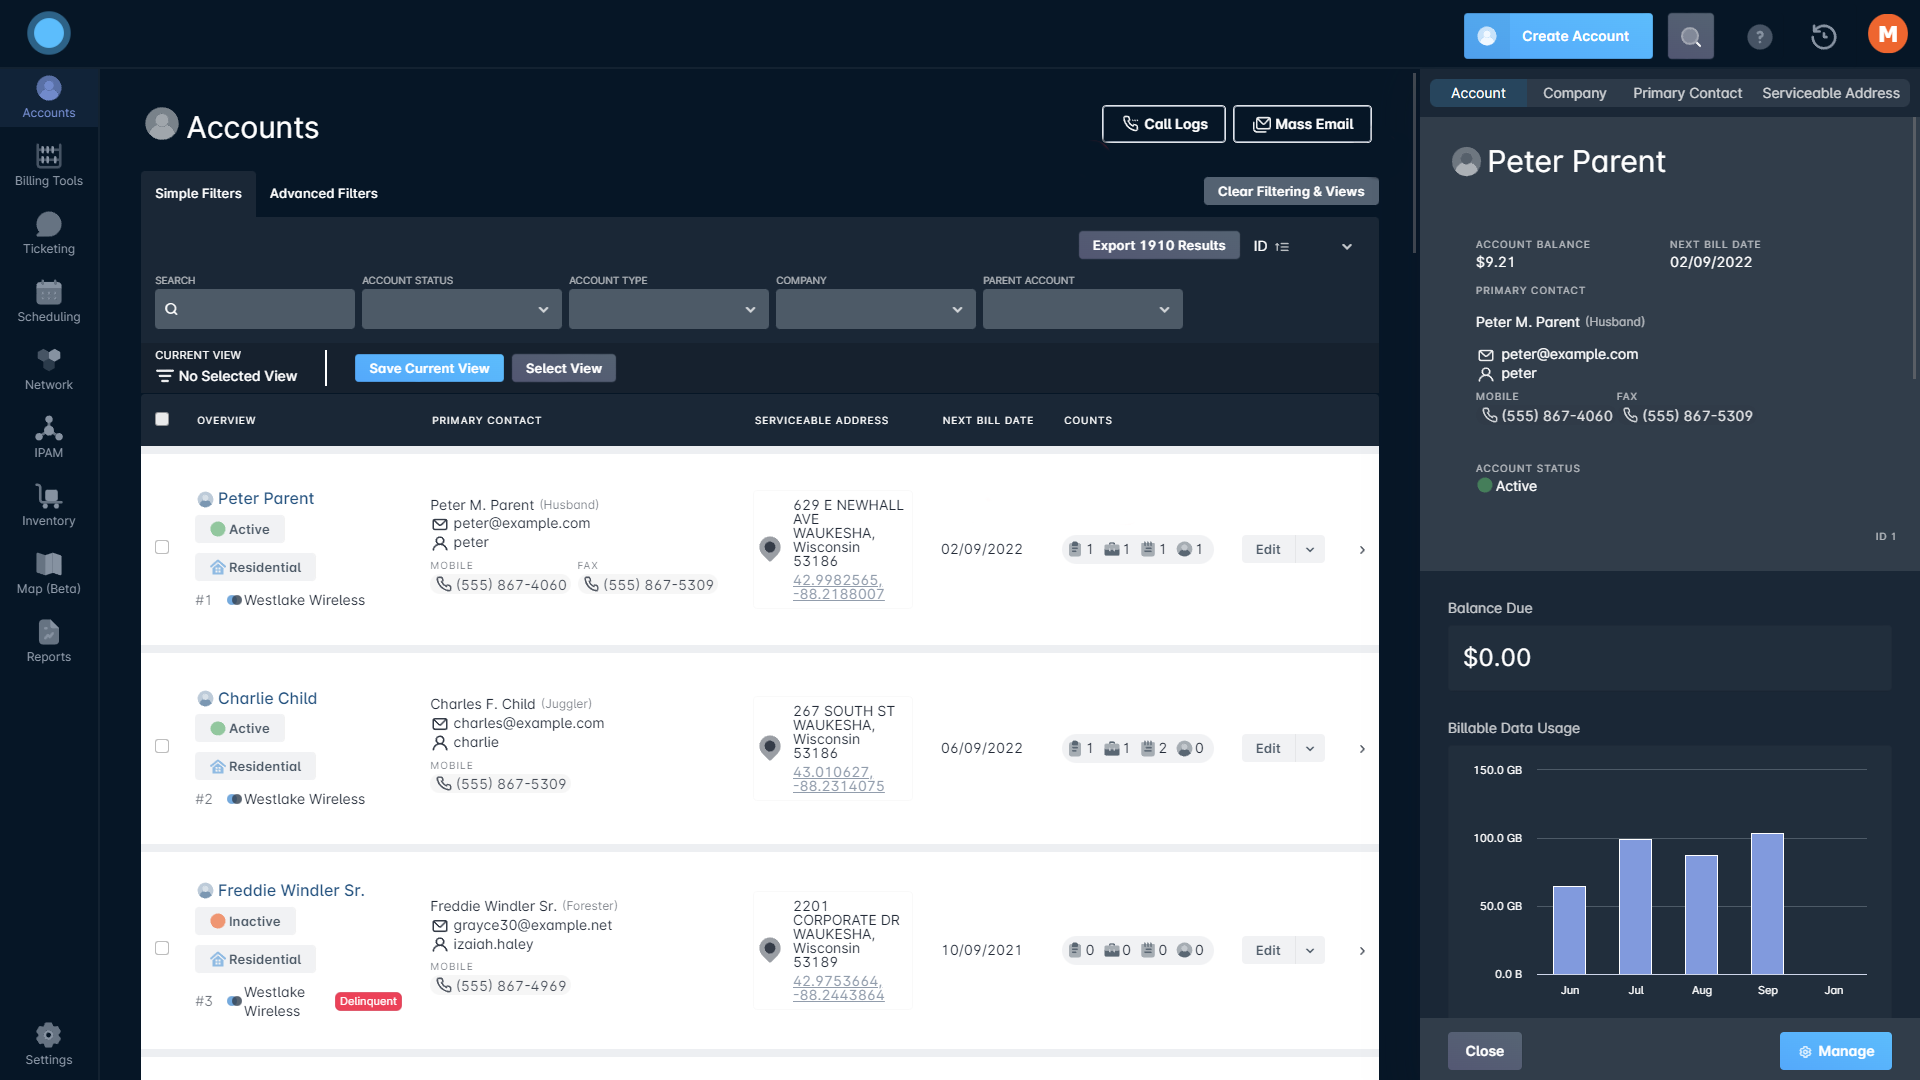 Create Account
?
M
Accounts
Billing Tools
Ticketing
Scheduling
Network
IPAM
Inventory
Map (Beta)
Reports
Settings
Accounts
Call Logs
Mass Email
Simple Filters
Advanced Filters
Clear Filtering & Views
Export 1910 Results
ID
SEARCH
ACCOUNT STATUS
ACCOUNT TYPE
COMPANY
PARENT ACCOUNT
CURRENT VIEW
No Selected View
Save Current View
Select View
OVERVIEW
PRIMARY CONTACT
SERVICEABLE ADDRESS
NEXT BILL DATE
COUNTS
Peter Parent
Active
Residential
#1 Westlake Wireless
Peter M. Parent (Husband)
peter@example.com
peter
MOBILE
(555) 867-4060
FAX
(555) 867-5309
629 E NEWHALL
AVE
WAUKESHA,
Wisconsin
53186
42.9982565,
-88.2188007
02/09/2022
1 1 1 1
Edit
Charlie Child
Active
Residential
#2 Westlake Wireless
Charles F. Child (Juggler)
charles@example.com
charlie
MOBILE
(555) 867-5309
267 SOUTH ST
WAUKESHA,
Wisconsin
53186
43.010627,
-88.2314075
06/09/2022
1 1 2 0
Edit
Freddie Windler Sr.
Inactive
Residential
#3 Westlake
Wireless
Delinquent
Freddie Windler Sr. (Forester)
grayce30@example.net
izaiah.haley
MOBILE
(555) 867-4969
2201
CORPORATE DR
WAUKESHA,
Wisconsin
53189
42.9753664,
-88.2443864
10/09/2021
0 0 0 0
Edit
Account
Company
Primary Contact
Serviceable Address
Peter Parent
ACCOUNT BALANCE
$9.21
NEXT BILL DATE
02/09/2022
PRIMARY CONTACT
Peter M. Parent (Husband)
peter@example.com
peter
MOBILE
(555) 867-4060
FAX
(555) 867-5309
ACCOUNT STATUS
Active
ID 1
Balance Due
$0.00
Billable Data Usage
150.0 GB
100.0 GB
50.0 GB
0.0 B
Jun Jul Aug Sep Jan
Close
Manage